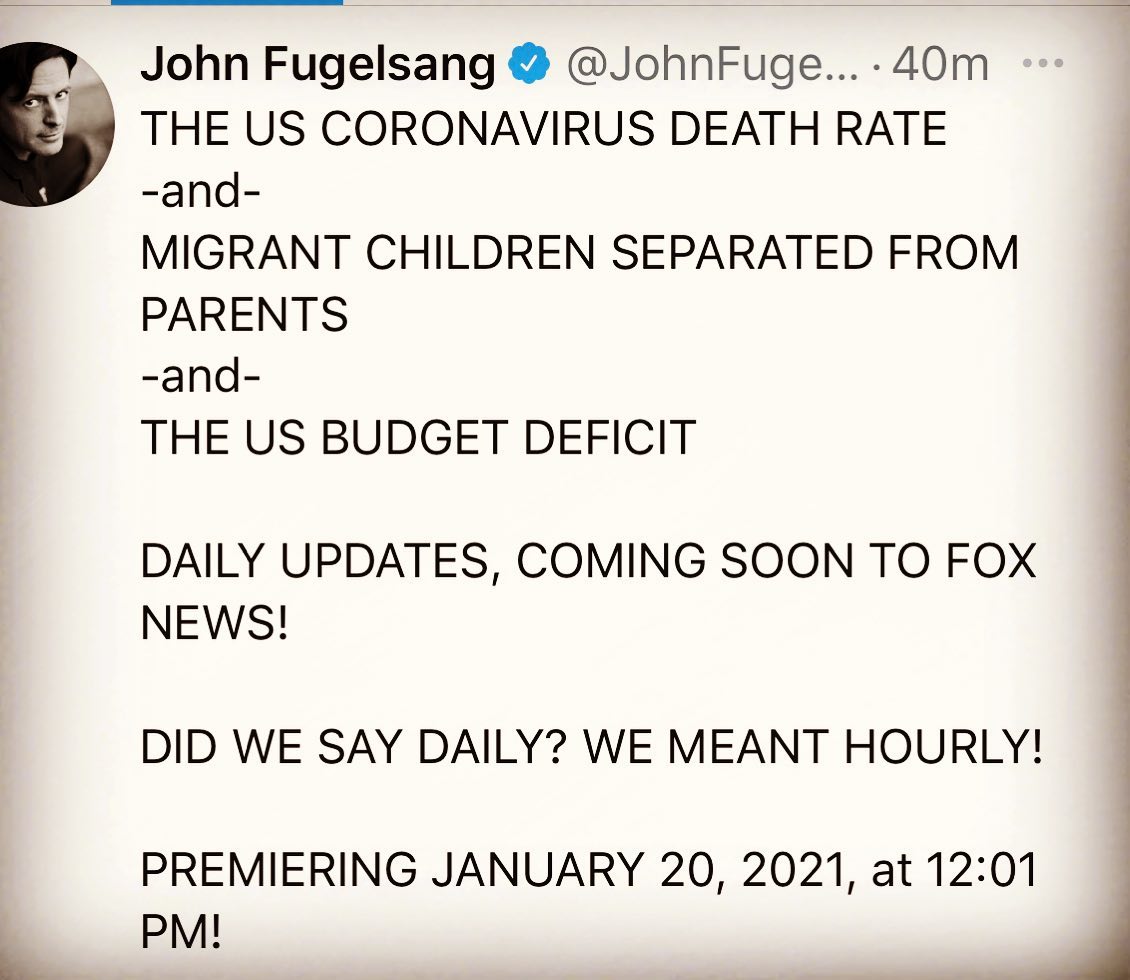 John Fugelsang @JohnFuge... · 40m ...
THE US CORONAVIRUS DEATH RATE
-and-
MIGRANT CHILDREN SEPARATED FROM
PARENTS
-and-
THE US BUDGET DEFICIT
DAILY UPDATES, COMING SOON TO FOX
NEWS!
DID WE SAY DAILY? WE MEANT HOURLY!
PREMIERING JANUARY 20, 2021, at 12:01
PM!